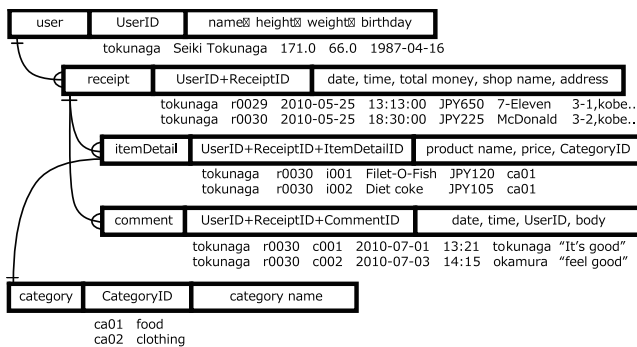 user UserID name￾ height￾ weight￾ birthday
tokunaga Seiki Tokunaga 171.0 66.0 1987-04-16
receipt UserID+ReceiptID date, time, total money, shop name, address
tokunaga r0029 2010-05-25 13:13:00 JPY650 7-Eleven 3-1,kobe..
tokunaga r0030 2010-05-25 18:30:00 JPY225 McDonald 3-2,kobe..
itemDetail UserID+ReceiptID+ItemDetailID product name, price, CategoryID
tokunaga r0030 i001 Filet-O-Fish JPY120 ca01
tokunaga r0030 i002 Diet coke JPY105 ca01
comment UserID+ReceiptID+CommentID date, time, UserID, body
tokunaga r0030 c001 2010-07-01 13:21 tokunaga “It’s good”
tokunaga r0030 c002 2010-07-03 14:15 okamura “feel good”
category CategoryID category name
ca01 food
ca02 clothing